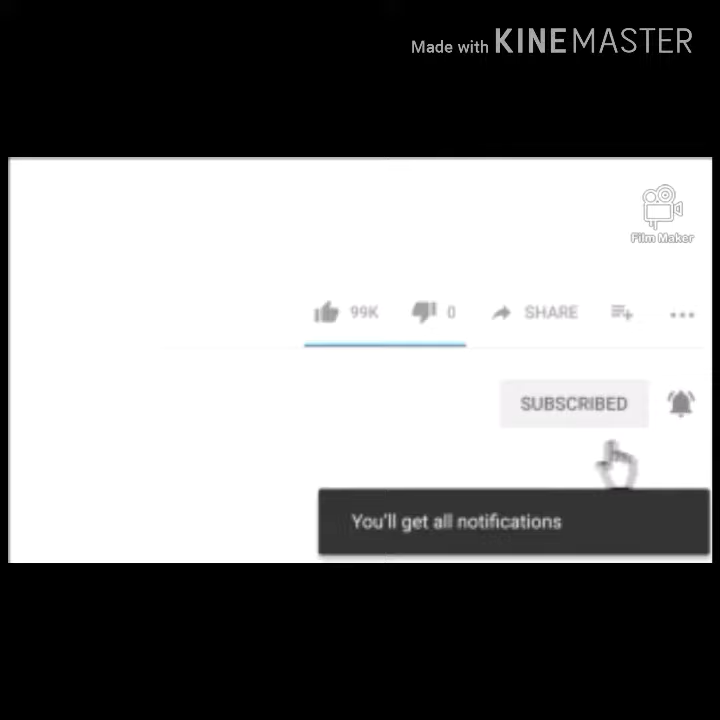 Made with KINEMASTER
Film Maker
99K 0 SHARE
SUBSCRIBED
You'll get all notifications